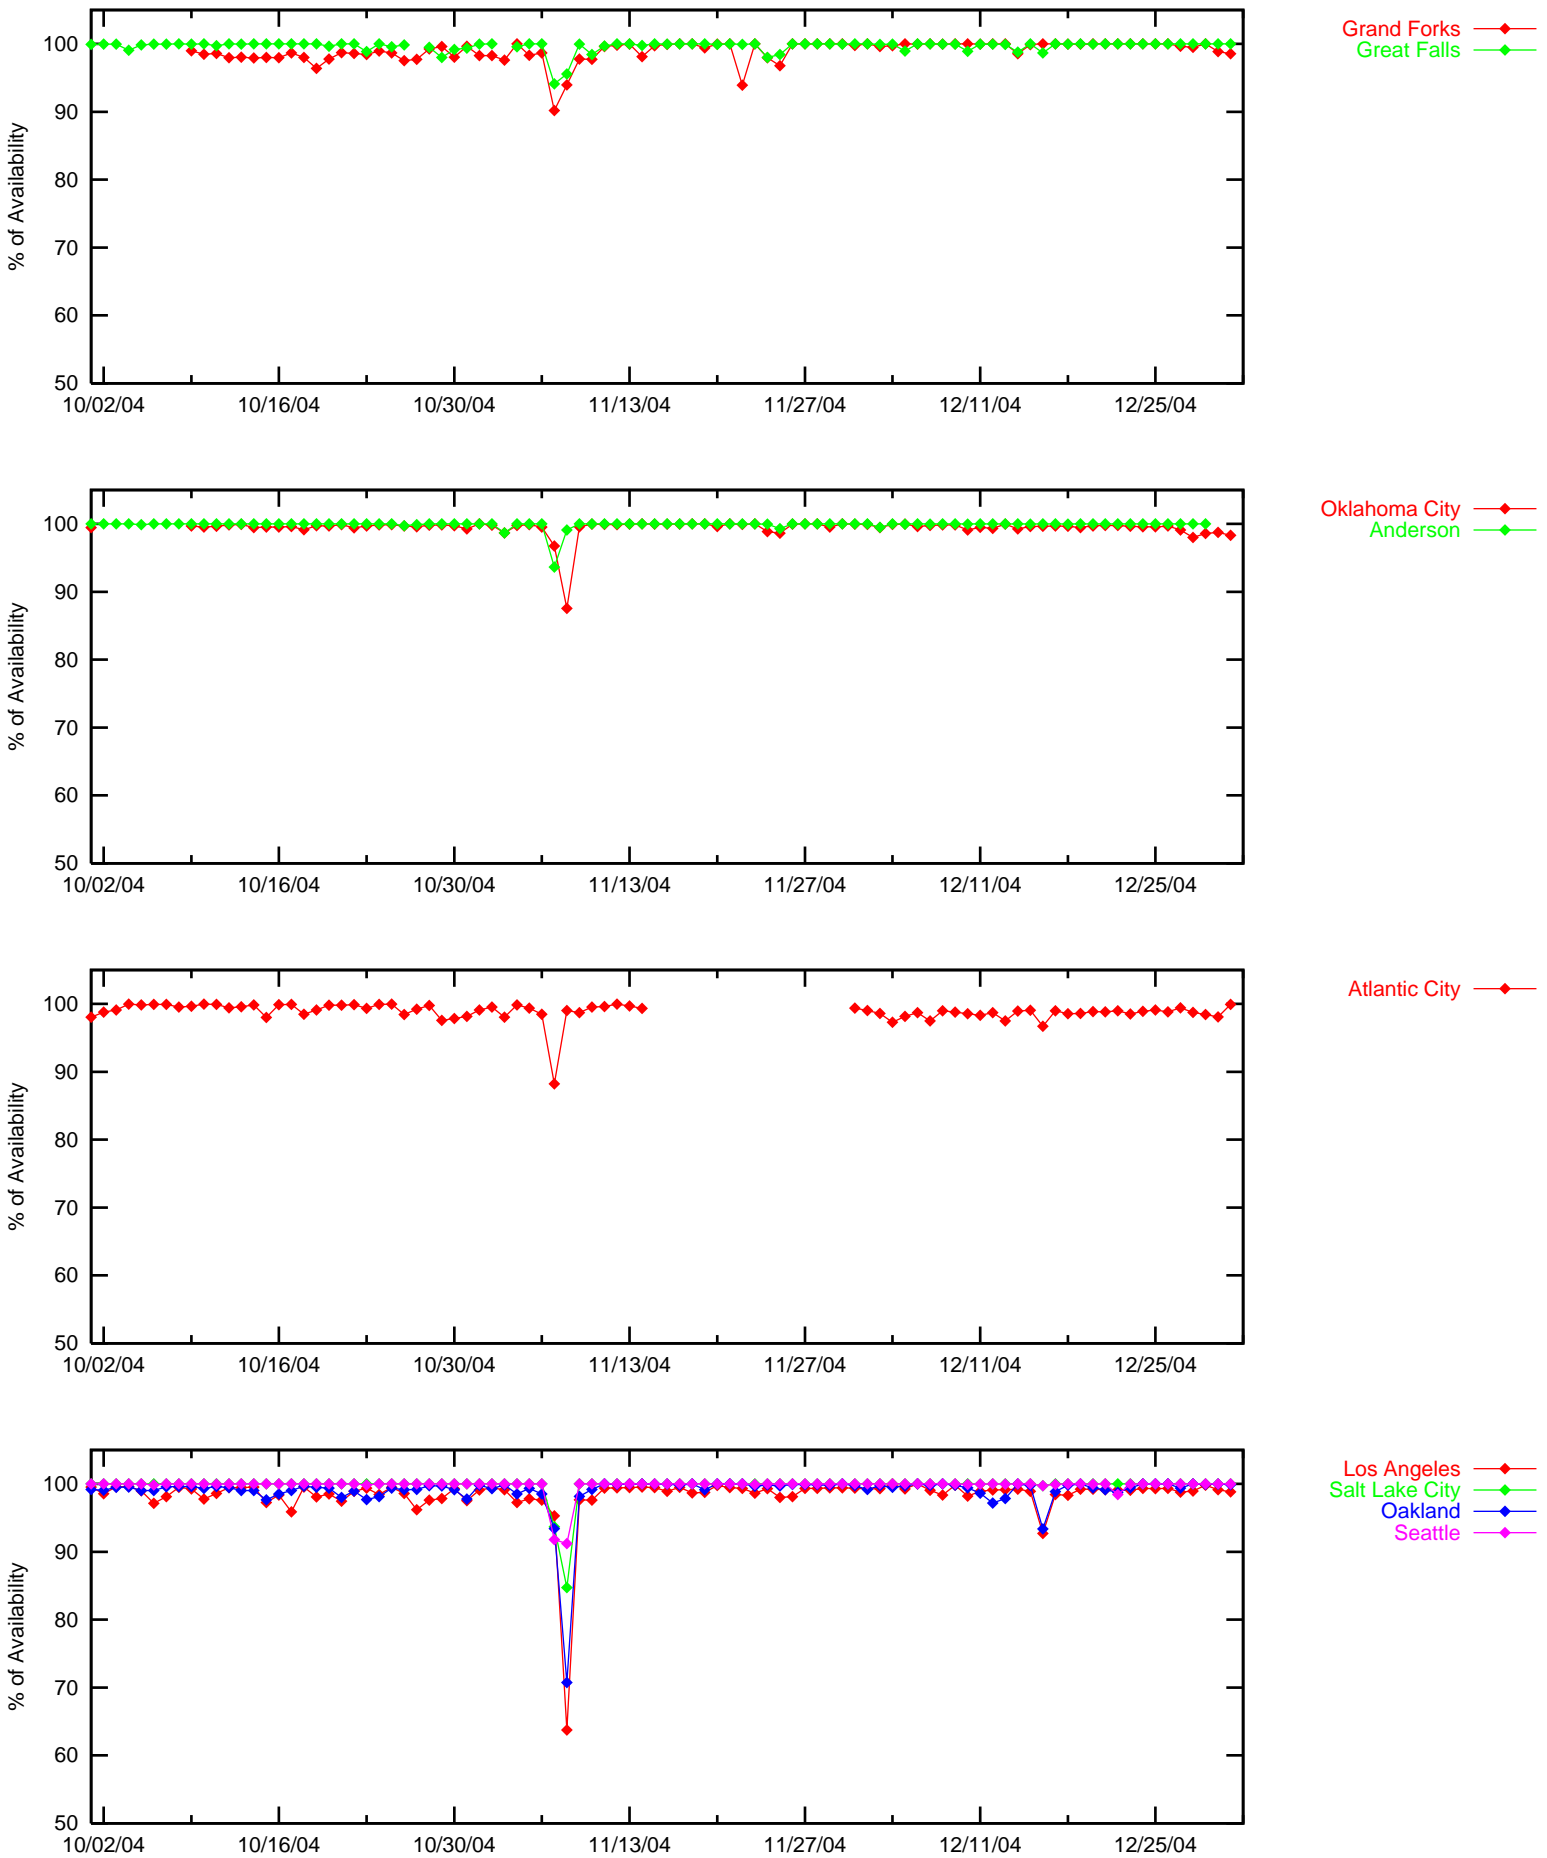 % of Availability
100
90
80
70
60
50
10/02/04 10/16/04 10/30/04 11/13/04 11/27/04 12/11/04 12/25/04
Grand Forks
Great Falls
% of Availability
100
90
80
70
60
50
10/02/04 10/16/04 10/30/04 11/13/04 11/27/04 12/11/04 12/25/04
Oklahoma City
Anderson
% of Availability
100
90
80
70
60
50
10/02/04 10/16/04 10/30/04 11/13/04 11/27/04 12/11/04 12/25/04
Atlantic City
% of Availability
100
90
80
70
60
50
10/02/04 10/16/04 10/30/04 11/13/04 11/27/04 12/11/04 12/25/04
Los Angeles
Salt Lake City
Oakland
Seattle